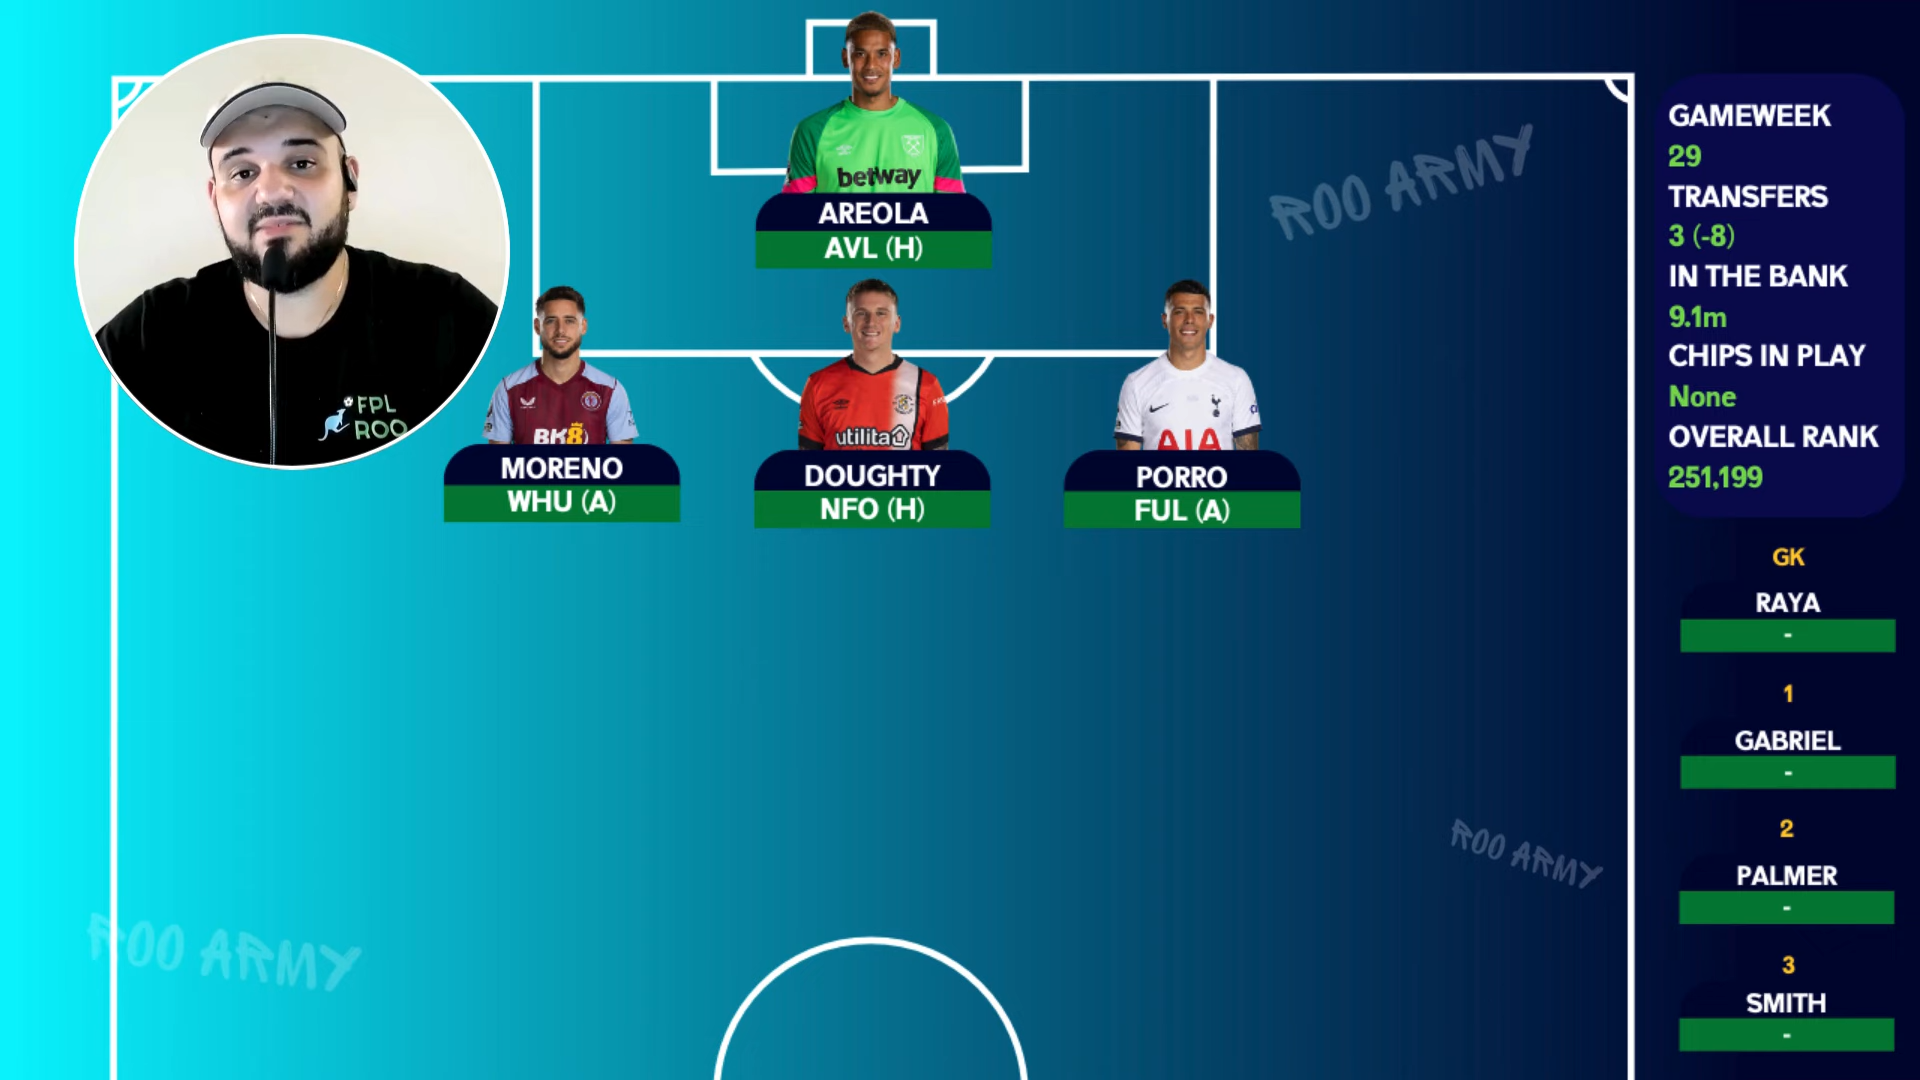 AREOLA
AVL (H)
betway
MORENO
WHU (A)
BK8
DOUGHTY
NFO (H)
utilita
PORRO
FUL (A)
AIA
FPL
ROO
ROO ARMY
ROO ARMY
ROO ARMY
GAMEWEEK
29
TRANSFERS
3 (-8)
IN THE BANK
9.1m
CHIPS IN PLAY
None
OVERALL RANK
251,199
GK
RAYA
-
1
GABRIEL
-
2
PALMER
-
3
SMITH
-